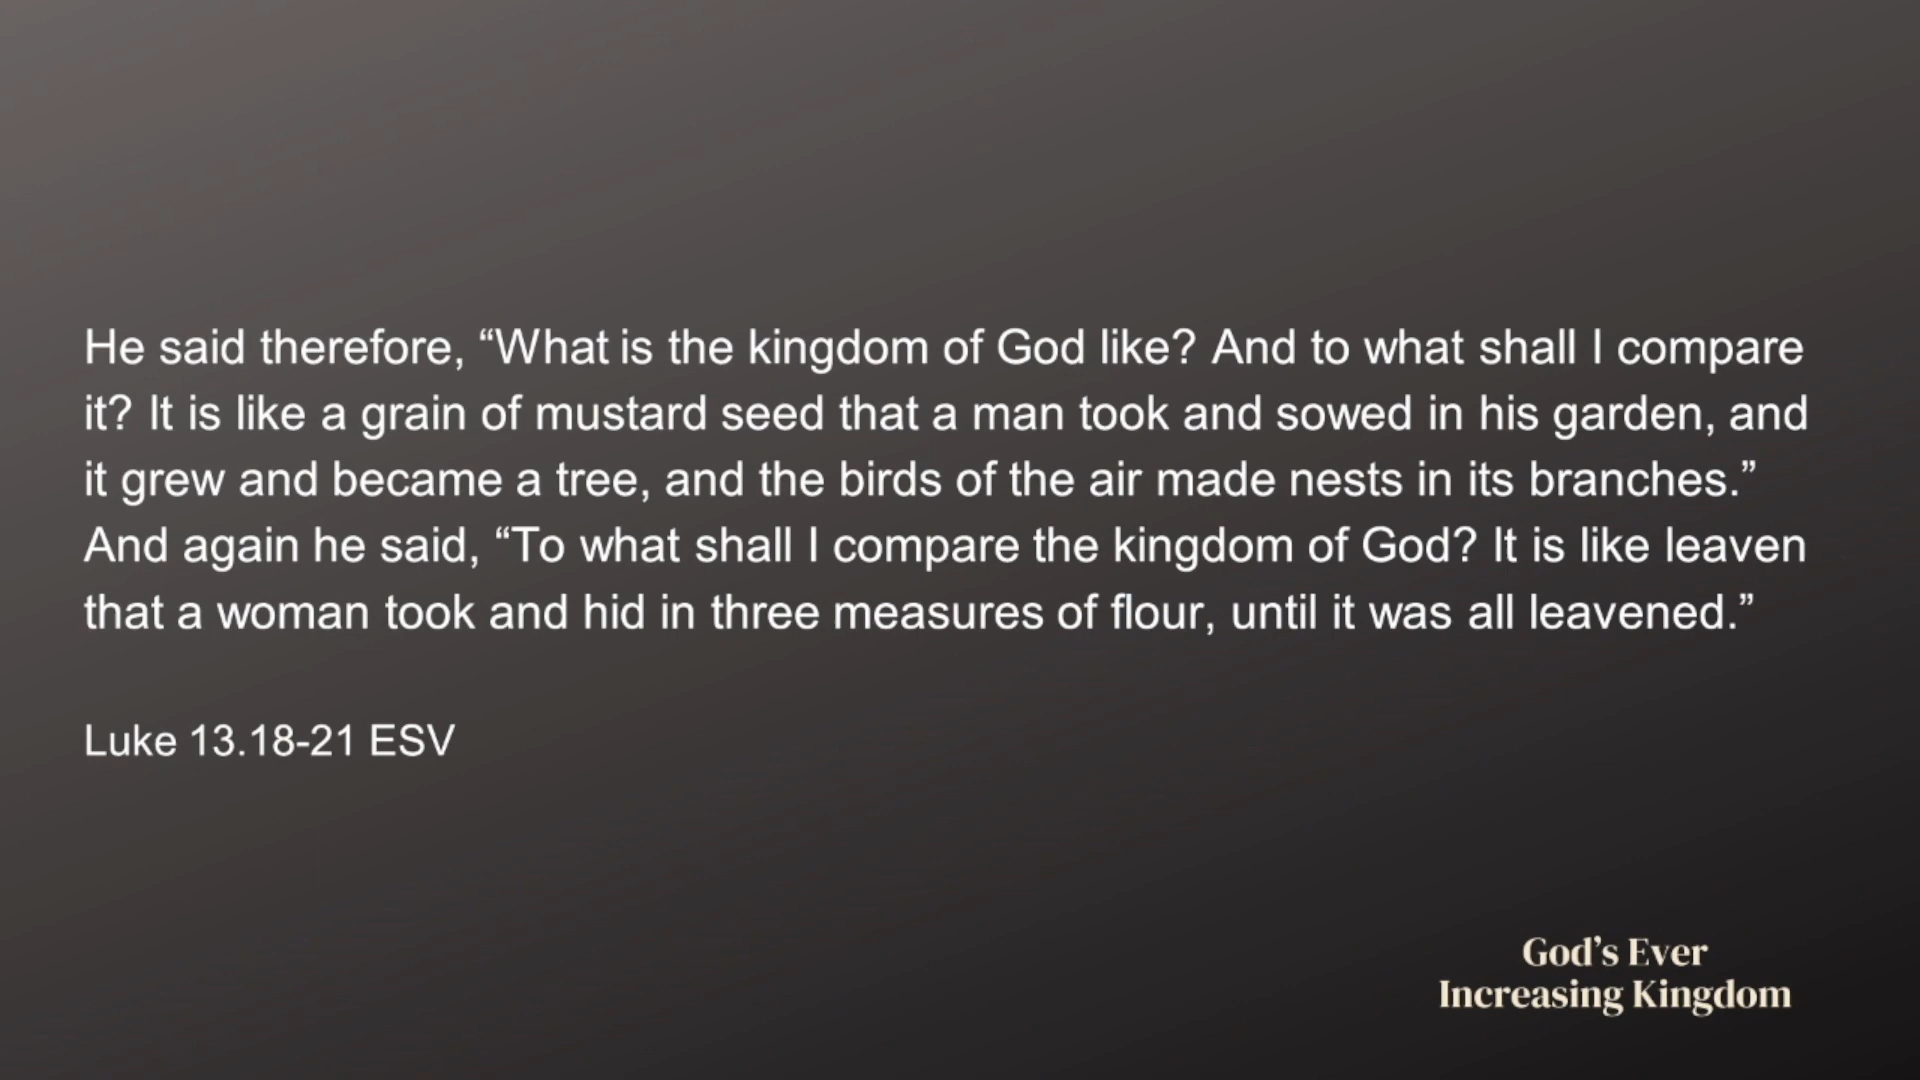 He said therefore, “What is the kingdom of God like? And to what shall I compare
it? It is like a grain of mustard seed that a man took and sowed in his garden, and
it grew and became a tree, and the birds of the air made nests in its branches.”
And again he said, “To what shall I compare the kingdom of God? It is like leaven
that a woman took and hid in three measures of flour, until it was all leavened.”
Luke 13.18-21 ESV
God’s Ever
Increasing Kingdom